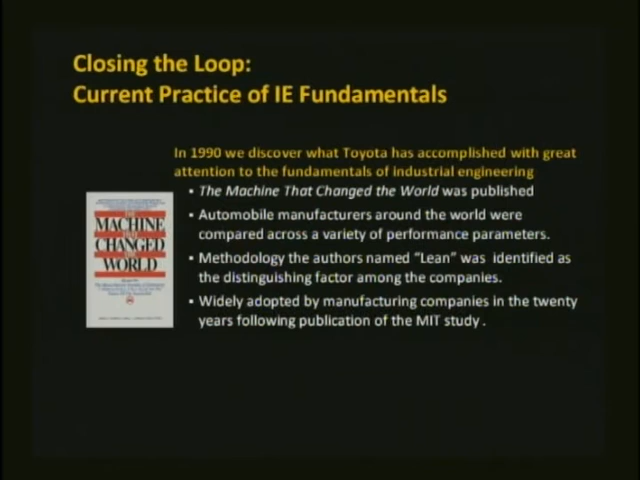 Closing the Loop:
Current Practice of IE Fundamentals
In 1990 we discover what Toyota has accomplished with great
attention to the fundamentals of industrial engineering
▪ The Machine That Changed the World was published
▪ Automobile manufacturers around the world were
compared across a variety of performance parameters.
▪ Methodology the authors named "Lean" was identified as
the distinguishing factor among the companies.
▪ Widely adopted by manufacturing companies in the twenty
years following publication of the MIT study .
MACHINE
CHANGED
WORLD